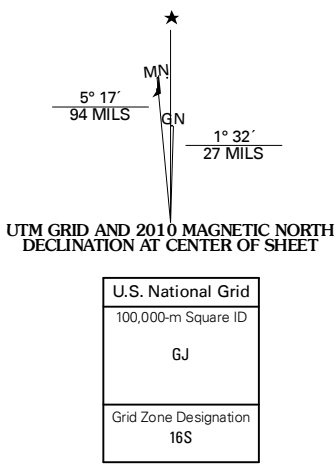 ★
MN
5° 17´
94 MILS
GN
1° 32´
27 MILS
UTM GRID AND 2010 MAGNETIC NORTH
DECLINATION AT CENTER OF SHEET
U.S. National Grid
100,000-m Square ID
GJ
Grid Zone Designation
16S